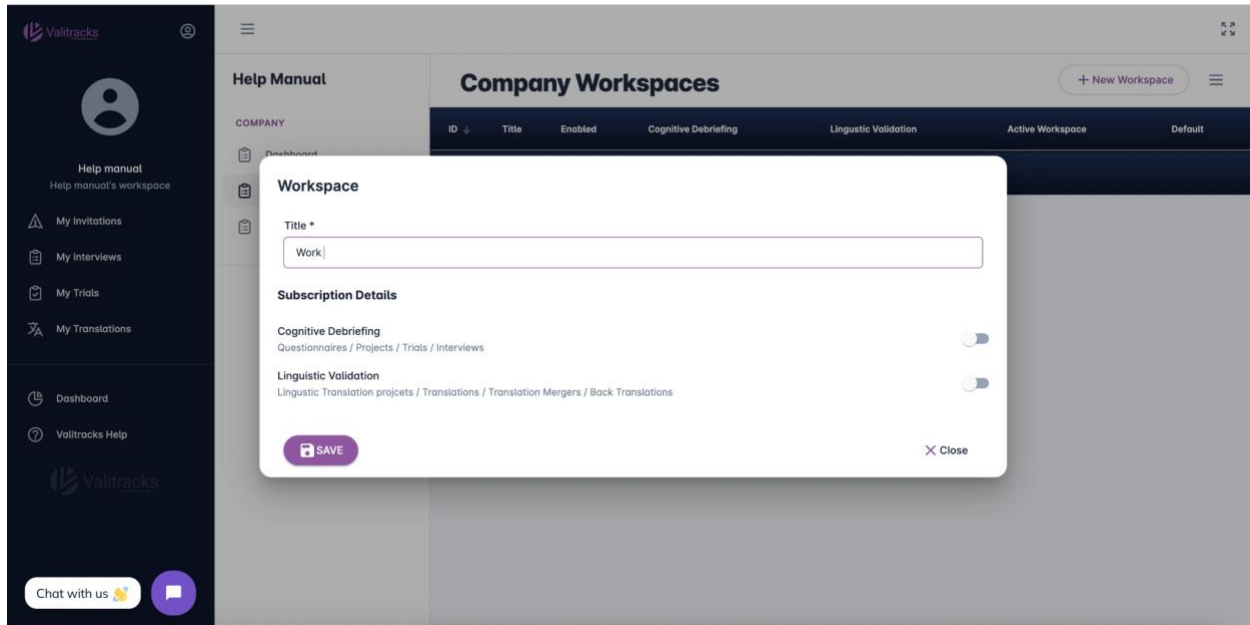 Valitracks
Help manual
Help manual's workspace
My Invitations
My Interviews
My Trials
My Translations
Dashboard
Valitracks Help
Valitracks
Chat with us 👋
Help Manual
COMPANY
Dashboard
Company Workspaces
+ New Workspace
ID ↓ Title Enabled Cognitive Debriefing Lingustic Validation Active Workspace Default
Workspace
Title *
Work
Subscription Details
Cognitive Debriefing
Questionnaires / Projects / Trials / Interviews
Linguistic Validation
Lingustic Translation projcets / Translations / Translation Mergers / Back Translations
SAVE
Close